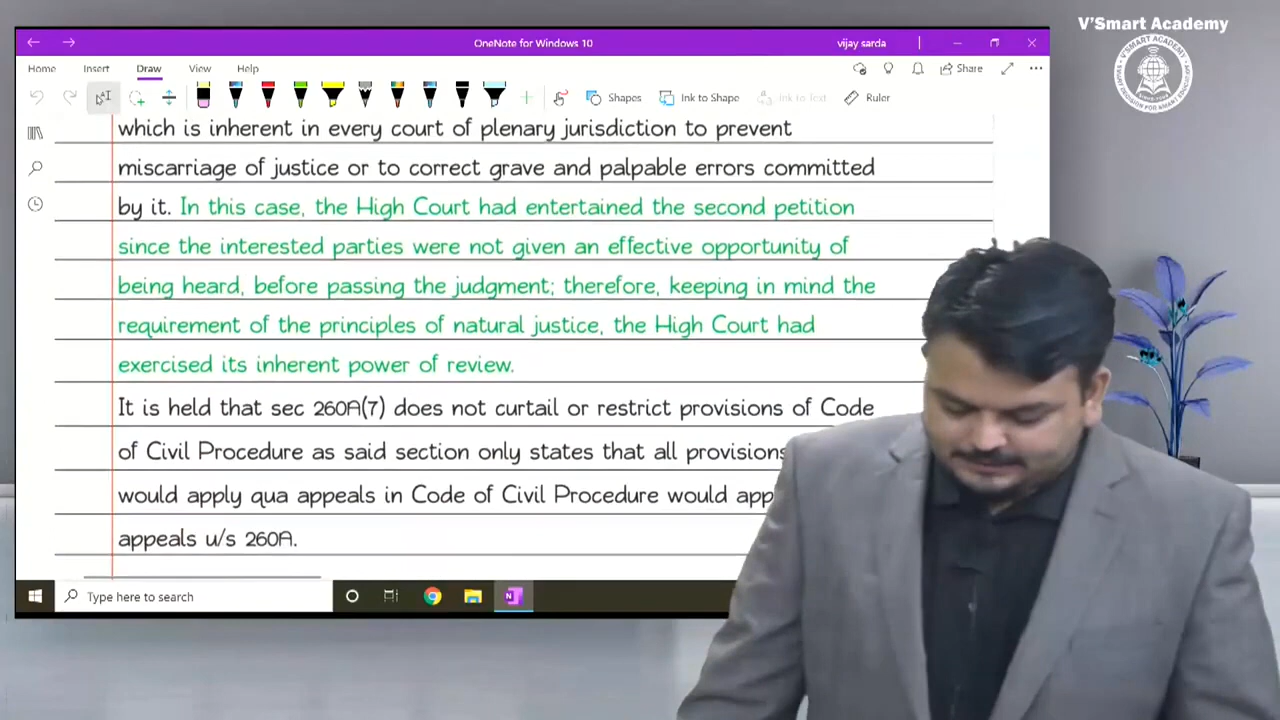 V'Smart Academy
OneNote for Windows 10
vijay sarda
Home Insert Draw View Help
Share
Shapes Ink to Shape Ink to Text Ruler
which is inherent in every court of plenary jurisdiction to prevent
miscarriage of justice or to correct grave and palpable errors committed
by it. In this case, the High Court had entertained the second petition
since the interested parties were not given an effective opportunity of
being heard, before passing the judgment; therefore, keeping in mind the
requirement of the principles of natural justice, the High Court had
exercised its inherent power of review.
It is held that sec 260A(7) does not curtail or restrict provisions of Code
of Civil Procedure as said section only states that all provisions
would apply qua appeals in Code of Civil Procedure would app
appeals u/s 260A.
Type here to search